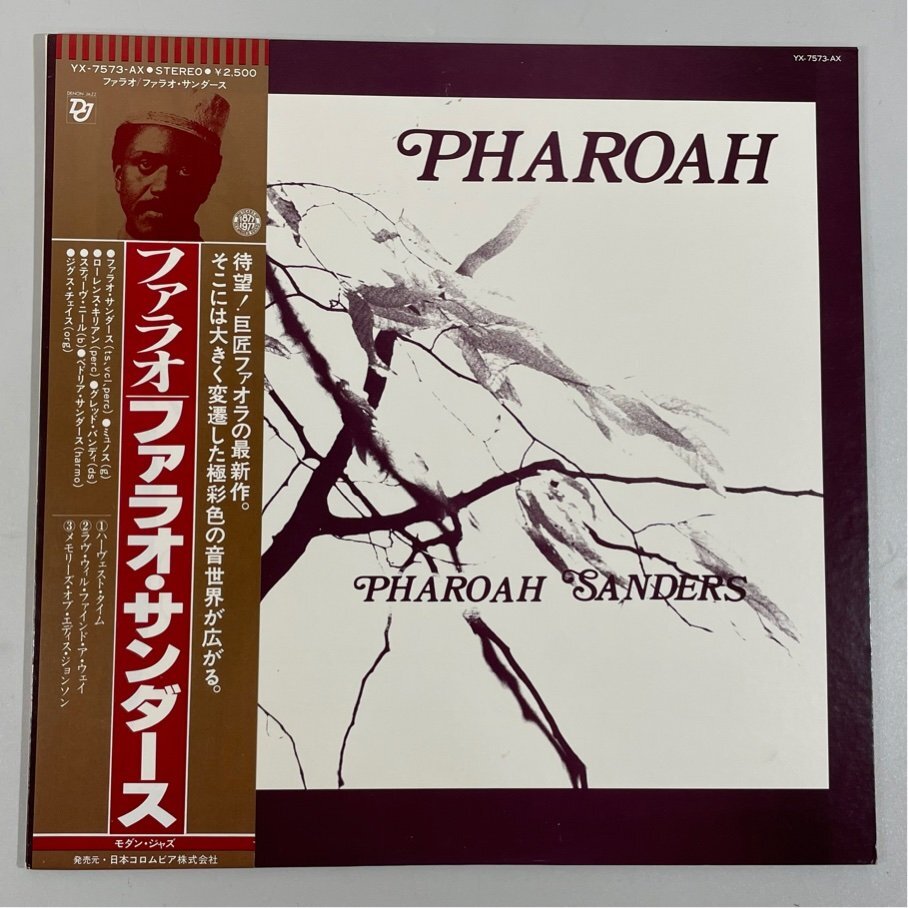 YX-7573-AX●STEREO●¥2,500
ファラオ/ファラオ・サンダース
DENON JAZZ
DJ
1877
1977
待望！巨匠ファオラの最新作。
そこには大きく変遷した極彩色の音世界が広がる。
ファラオ/ファラオ・サンダース
●ファラオ・サンダース(ts,vcl,perc)
●ローレンス・キリアン(perc)●グレッド・バンディ(ds)
●スティーヴ・ニール(b)●ベドリア・サンダース(harmo)
ジグス・チェイス(org)
①ハーヴェスト・タイム
②ラヴ・ウィル・ファインド・ア・ウェイ
③メモリーズ・オブ・エディス・ジョンソン
モダン・ジャズ
発売元・日本コロムビア株式会社
YX-7573-AX
PHAROAH
PHAROAH SANDERS